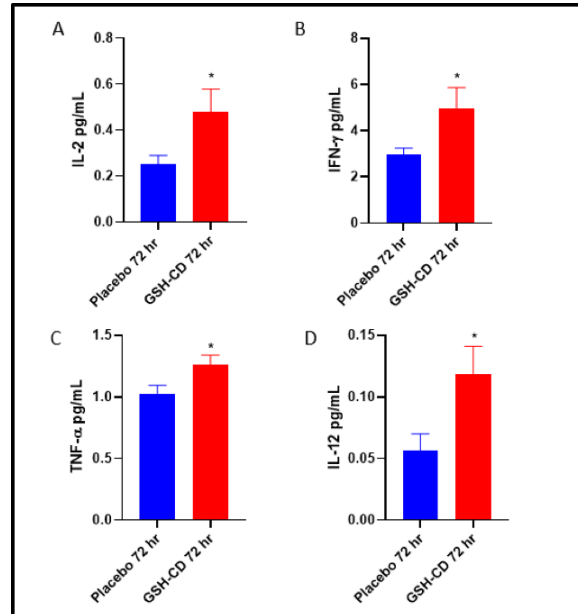 A
0.8
0.6
0.4
0.2
0.0
IL-2 pg/mL
*
Placebo 72 hr
GSH-CD 72 hr
B
8
6
4
2
0
IFN-γ pg/mL
*
Placebo 72 hr
GSH-CD 72 hr
C
1.5
1.0
0.5
0.0
TNF-α pg/mL
*
Placebo 72 hr
GSH-CD 72 hr
D
0.15
0.10
0.05
0.00
IL-12 pg/mL
*
Placebo 72 hr
GSH-CD 72 hr